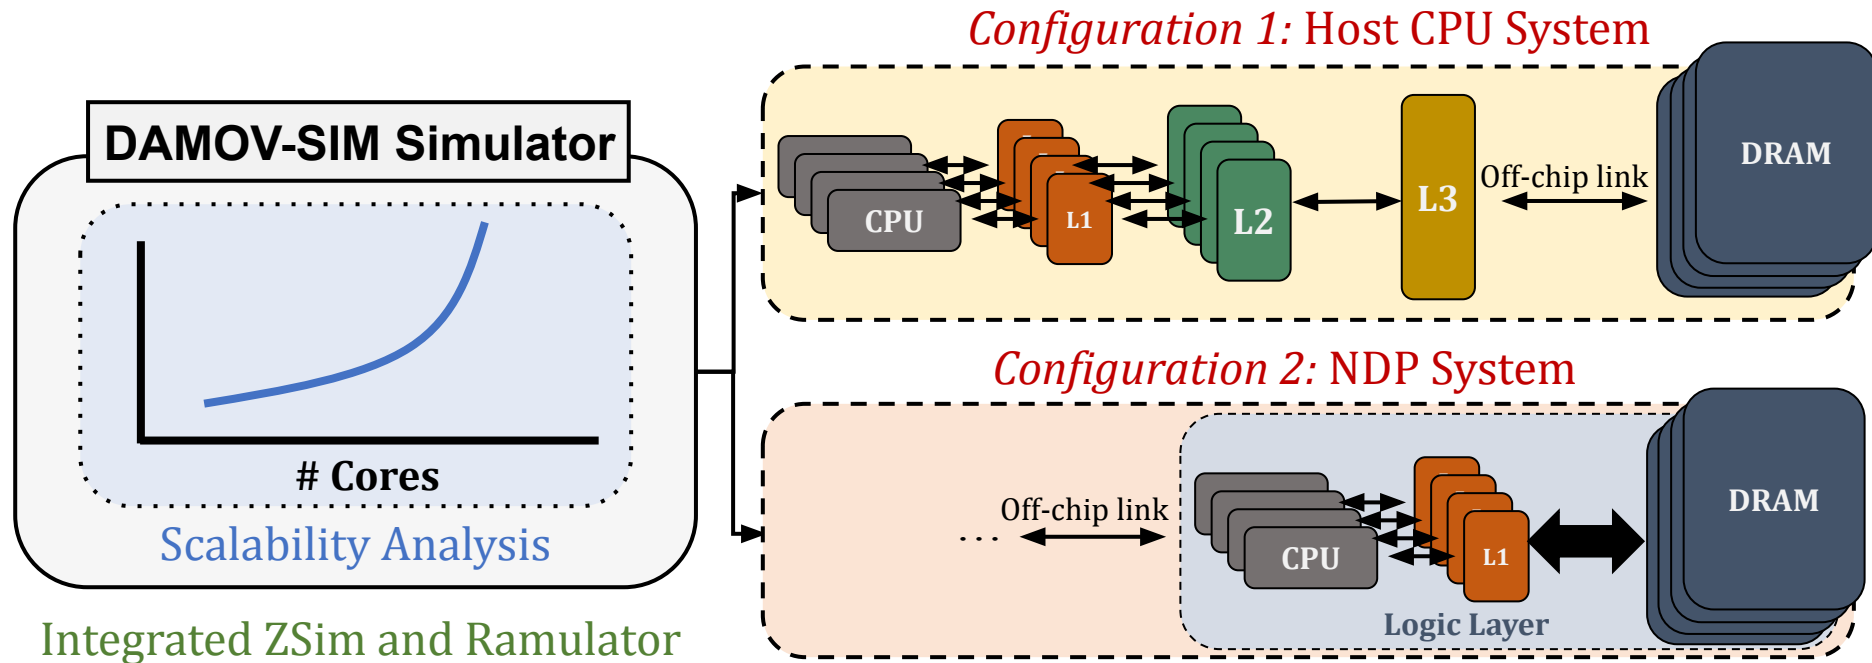 DAMOV-SIM Simulator
# Cores
Scalability Analysis
Integrated ZSim and Ramulator
Configuration 1: Host CPU System
CPU
L1
L2
L3
Off-chip link
DRAM
Configuration 2: NDP System
...
Off-chip link
CPU
L1
DRAM
Logic Layer